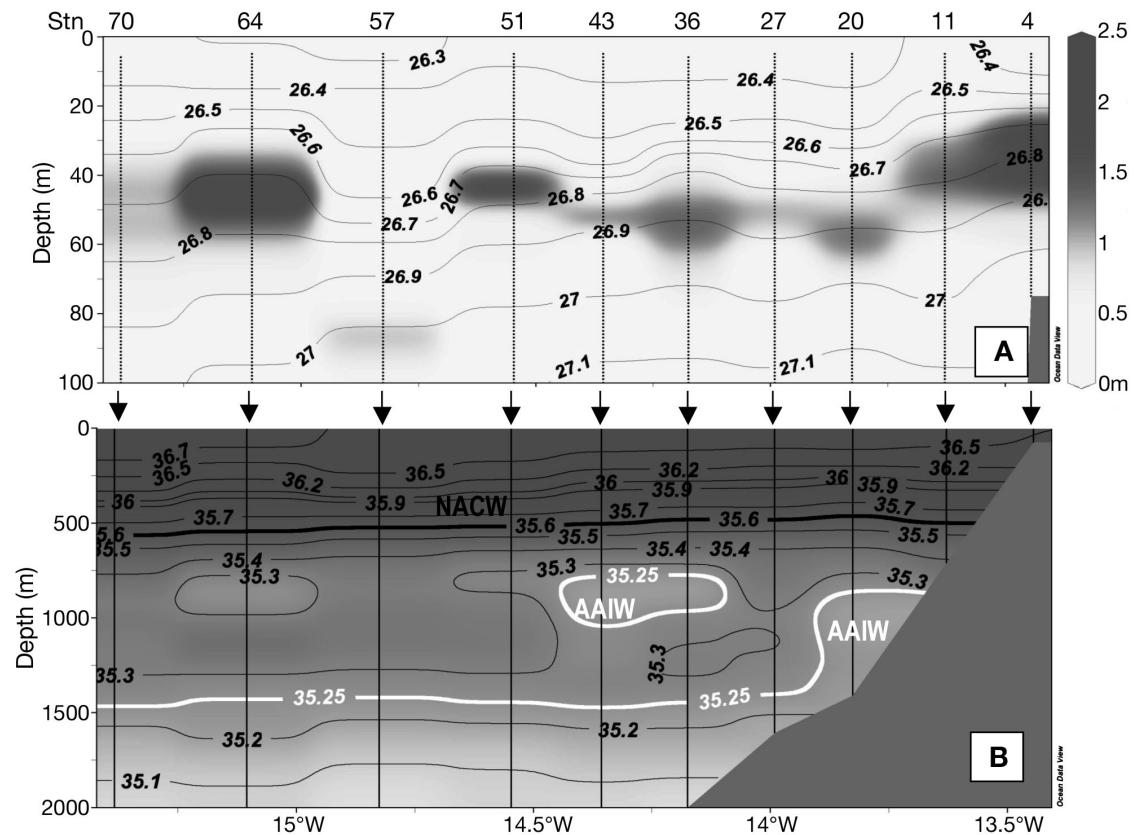 Stn 70 64 57 51 43 36 27 20 11 4
0 26.3 26.4 2.5
26.4 26.4
26.5 26.5
20 26.6 26.5 2
26.6
26.7 26.8
40 26.6 26.7 26.8 1.5
26.7 26.
Depth (m)
60 26.8 26.9 1
26.9
80 27 27 0.5
27 A
100 27.1 27.1 0m
Ocean Data View
0
36.7 36.5
36.5 36.2 36.5 36.2 36.2
36 35.9 NACW 36 35.9 36 35.9
35.7 35.7 35.7
500 5.6 35.6 35.6
35.5 35.5 35.5
35.4 35.4 35.4
35.3 35.3 35.25 35.3
1000 AAIW AAIW
Depth (m)
35.3 35.3
35.25 35.25
1500
35.2 35.2 B
35.1
2000
Ocean Data View
15°W 14.5°W 14°W 13.5°W